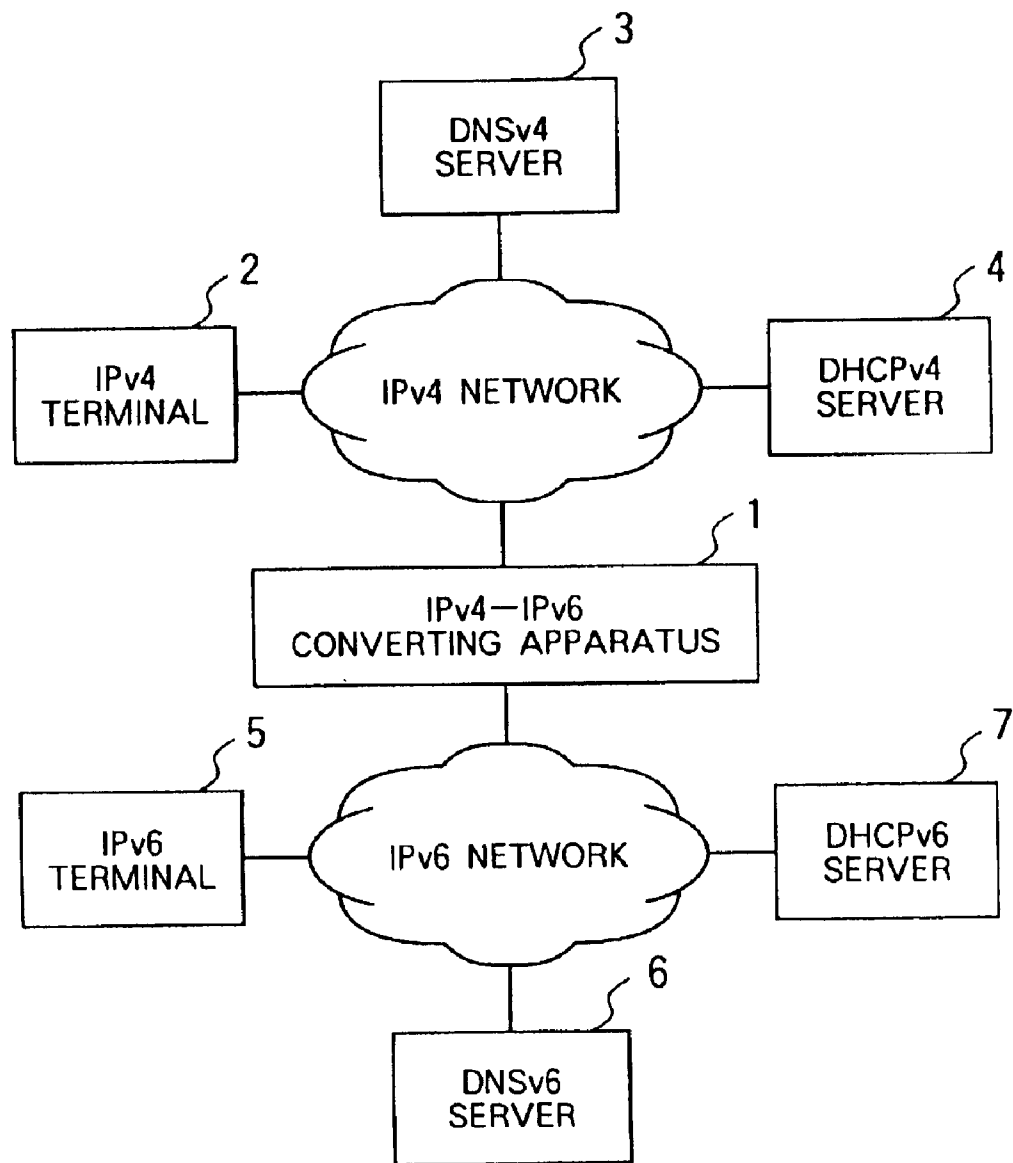 3
DNSv4
SERVER
2
4
IPv4
TERMINAL
IPv4 NETWORK
DHCPv4
SERVER
1
IPv4—IPv6
CONVERTING APPARATUS
5
7
IPv6
TERMINAL
IPv6 NETWORK
DHCPv6
SERVER
6
DNSv6
SERVER